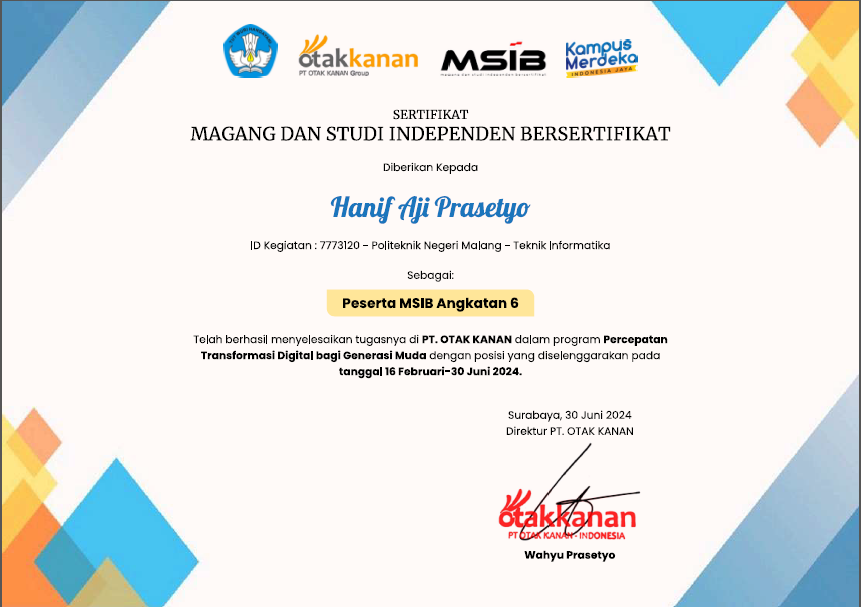 TUT WURI HANDAYANI
otakkanan
PT OTAK KANAN Group
MSIB
Magang dan studi independen bersertifikat
Kampus
Merdeka
INDONESIA JAYA
SERTIFIKAT
MAGANG DAN STUDI INDEPENDEN BERSERTIFIKAT
Diberikan Kepada
Hanif Aji Prasetyo
ID Kegiatan : 7773120 – Politeknik Negeri Malang – Teknik Informatika
Sebagai:
Peserta MSIB Angkatan 6
Telah berhasil menyelesaikan tugasnya di PT. OTAK KANAN dalam program Percepatan
Transformasi Digital bagi Generasi Muda dengan posisi yang diselenggarakan pada
tanggal 16 Februari-30 Juni 2024.
Surabaya, 30 Juni 2024
Direktur PT. OTAK KANAN
otakkanan
PT OTAK KANAN - INDONESIA
Wahyu Prasetyo